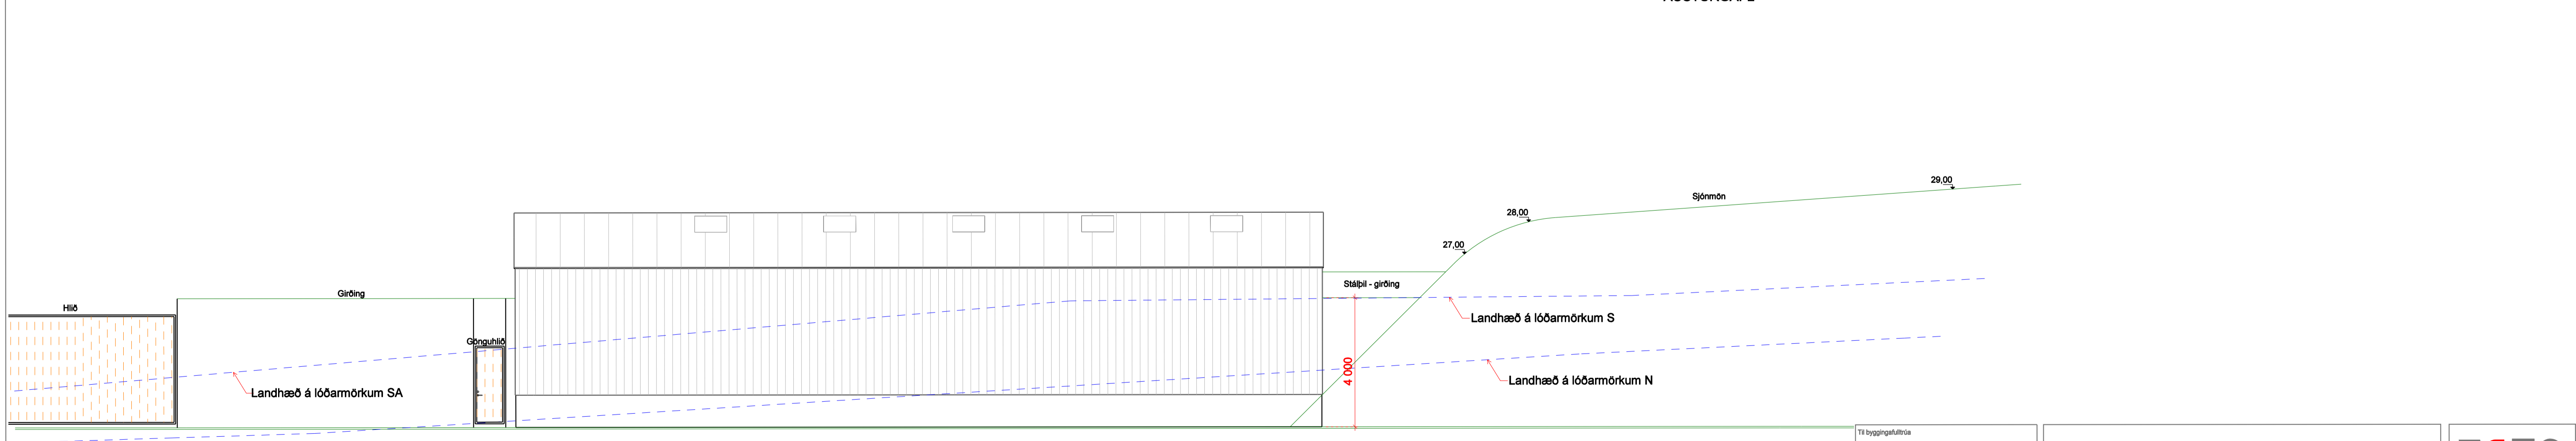 29,00
Sjónmön
28,00
27,00
Stálþil - girðing
Girðing
Hlið
Gönguhlið
Landhæð á lóðarmörkum S
4 000
Landhæð á lóðarmörkum N
Landhæð á lóðarmörkum SA
Til byggingafulltrúa